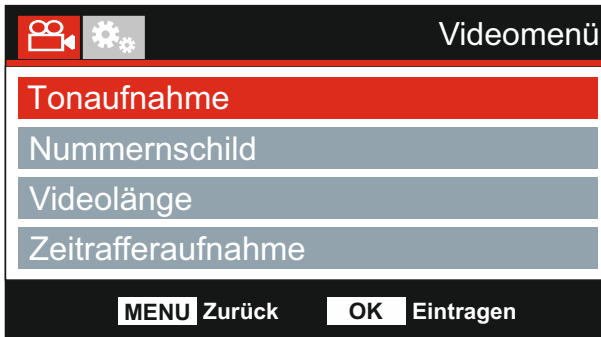 Videomenü
Tonaufnahme
Nummernschild
Videolänge
Zeitrafferaufnahme
MENU Zurück OK Eintragen